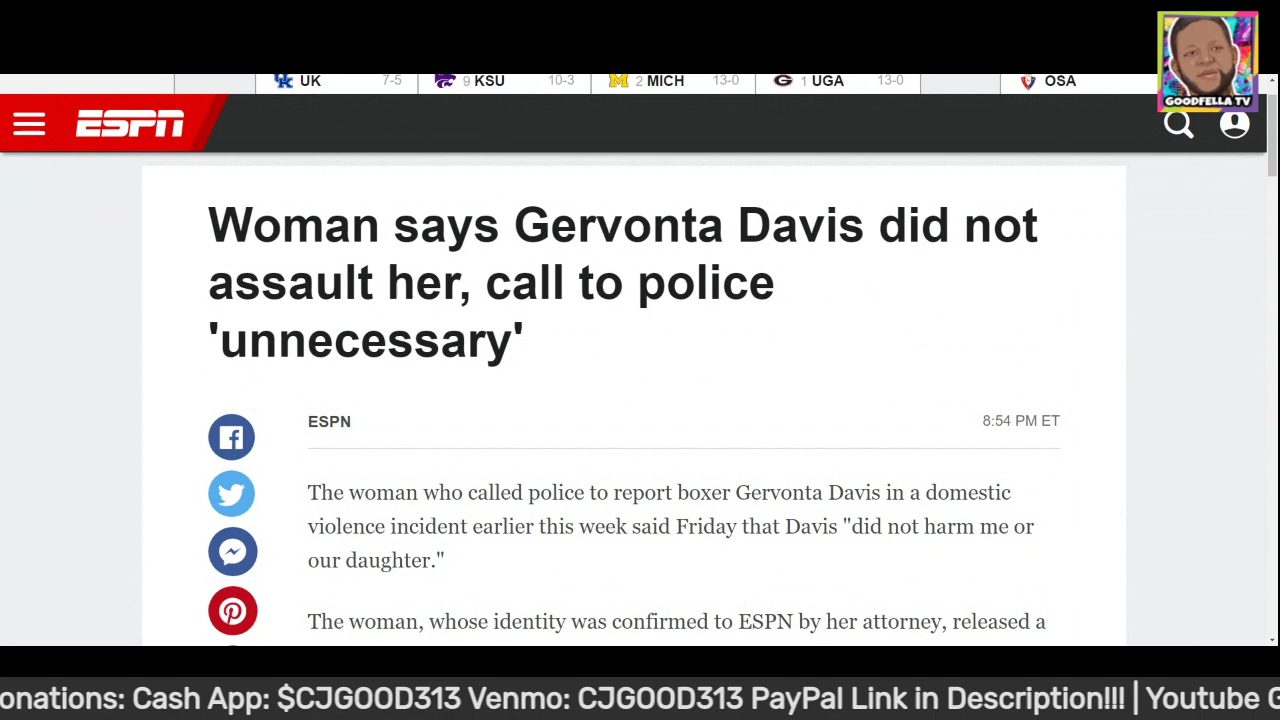 GOODFELLA TV
UK 7-5 9 KSU 10-3 2 MICH 13-0 1 UGA 13-0 OSA
ESPN
Woman says Gervonta Davis did not
assault her, call to police
'unnecessary'
ESPN 8:54 PM ET
The woman who called police to report boxer Gervonta Davis in a domestic
violence incident earlier this week said Friday that Davis "did not harm me or
our daughter."
The woman, whose identity was confirmed to ESPN by her attorney, released a
onations: Cash App: $CJGOOD313 Venmo: CJGOOD313 PayPal Link in Description!!! | Youtube G